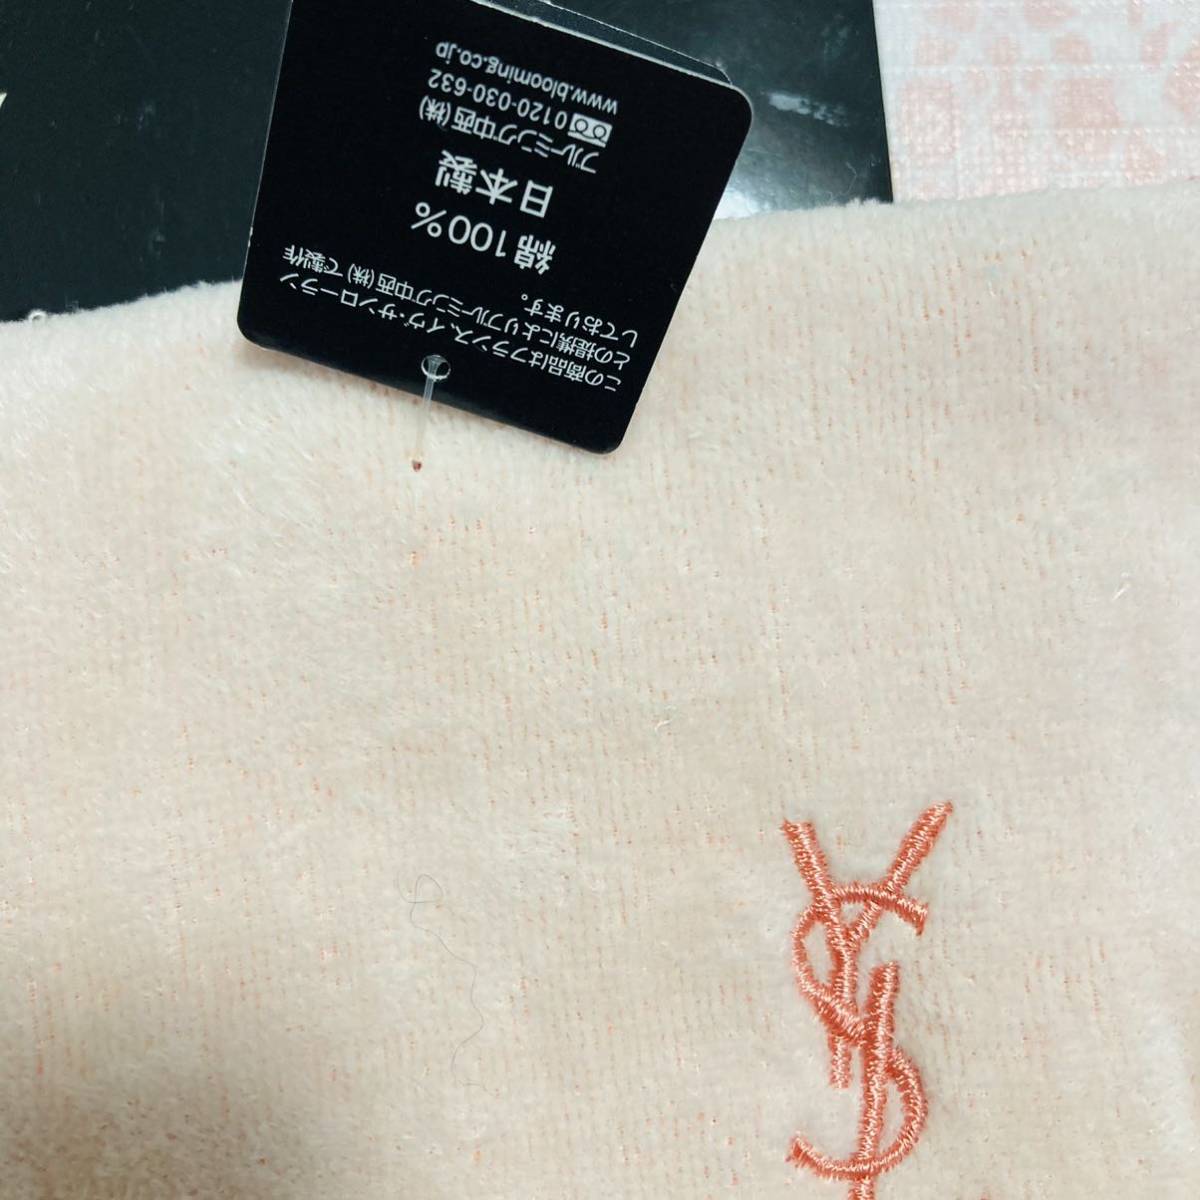 この商品はフランス、イヴ・サンローラン
との提携によりブルーミング中西(株)で製作
しております。
綿100%
日本製
ブルーミング中西(株)
0120-030-632
www.blooming.co.jp
YSL